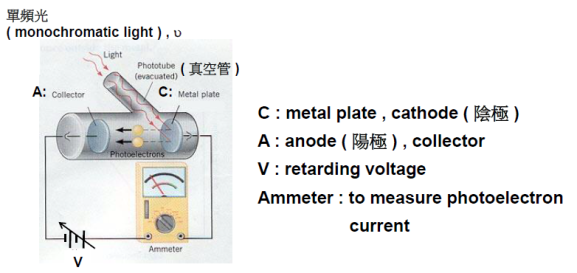 單頻光
( monochromatic light ) , υ
Light
Phototube ( 真空管 )
(evacuated)
A: Collector
C: Metal plate
Photoelectrons
Ammeter
V
C : metal plate , cathode ( 陰極 )
A : anode ( 陽極 ) , collector
V : retarding voltage
Ammeter : to measure photoelectron
current